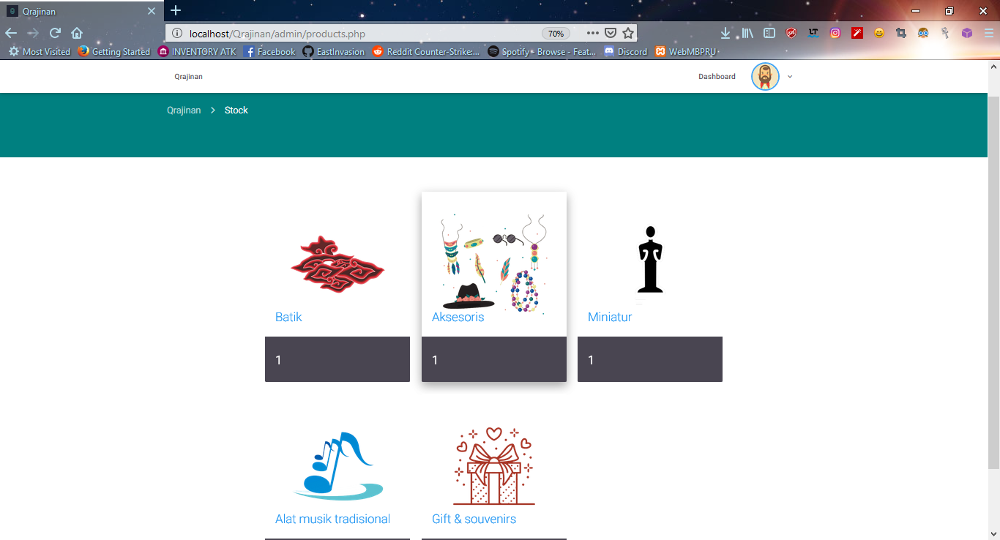 Qrajinan
localhost/Qrajinan/admin/products.php
70%
Most Visited Getting Started INVENTORY ATK Facebook EastInvasion Reddit Counter-Strike:... Spotify - Browse - Feat... Discord WebMBPRU
Qrajinan Dashboard
Qrajinan > Stock
Batik Aksesoris Miniatur
1 1 1
Alat musik tradisional Gift & souvenirs